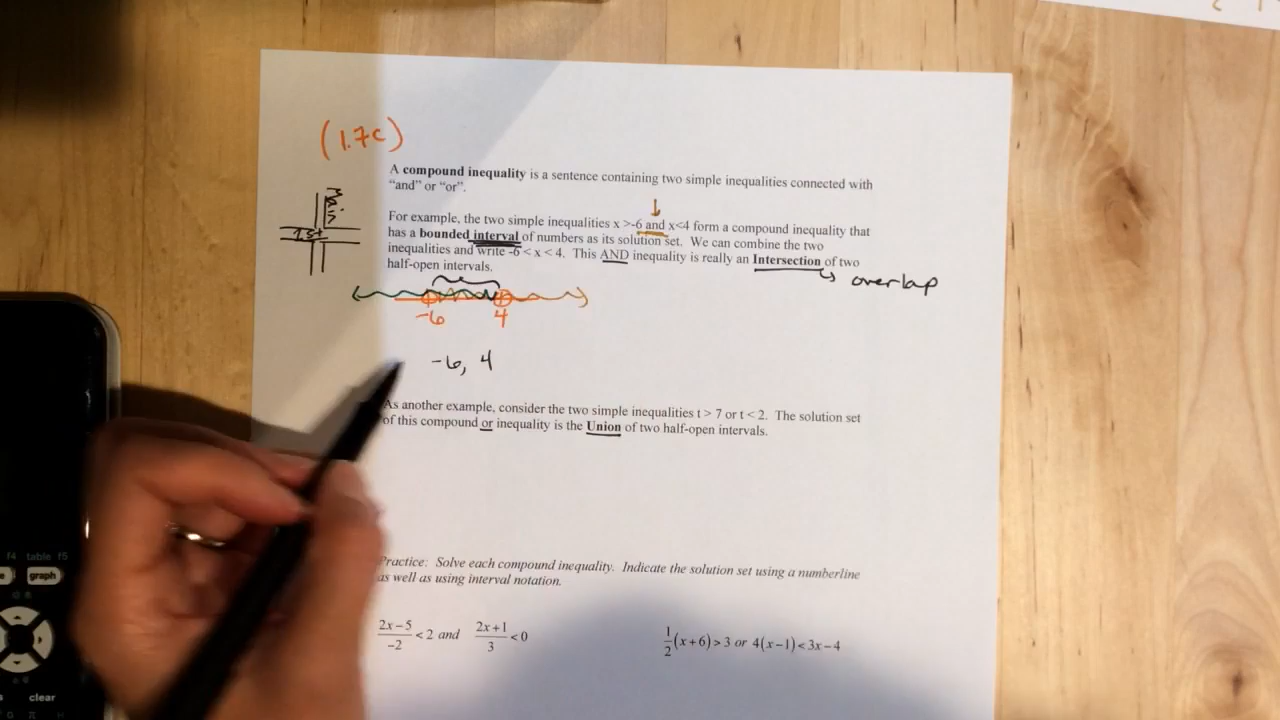 (1.7c)
A compound inequality is a sentence containing two simple inequalities connected with
"and" or "or".
Main
1st
For example, the two simple inequalities x >-6 and x<4 form a compound inequality that
has a bounded interval of numbers as its solution set. We can combine the two
inequalities and write -6 < x < 4. This AND inequality is really an Intersection of two
half-open intervals.
overlap
-6 4
-6, 4
As another example, consider the two simple inequalities t > 7 or t < 2. The solution set
of this compound or inequality is the Union of two half-open intervals.
Practice: Solve each compound inequality. Indicate the solution set using a numberline
as well as using interval notation.
(2x-5)/-2 < 2 and (2x+1)/3 < 0
1/2(x+6) > 3 or 4(x-1) < 3x-4
f4 table f5
graph
clear